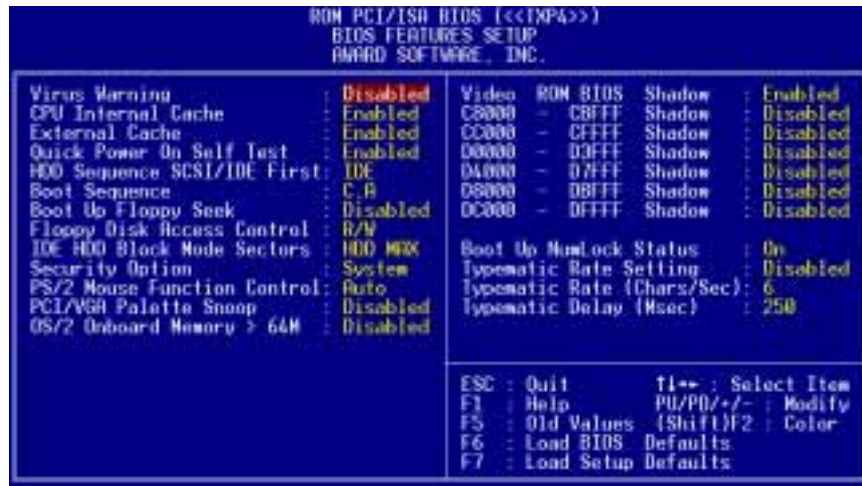 ROM PCI/ISA BIOS (<<TXP4>>)
BIOS FEATURES SETUP
AWARD SOFTWARE, INC.
Virus Warning : Disabled
CPU Internal Cache : Enabled
External Cache : Enabled
Quick Power On Self Test : Enabled
HDD Sequence SCSI/IDE First: IDE
Boot Sequence : C,A
Boot Up Floppy Seek : Disabled
Floppy Disk Access Control : R/W
IDE HDD Block Mode Sectors : HDD MAX
Security Option : System
PS/2 Mouse Function Control: Auto
PCI/VGA Palette Snoop : Disabled
OS/2 Onboard Memory > 64M : Disabled
Video ROM BIOS Shadow : Enabled
C8000 - CBFFF Shadow : Disabled
CC000 - CFFFF Shadow : Disabled
D0000 - D3FFF Shadow : Disabled
D4000 - D7FFF Shadow : Disabled
D8000 - DBFFF Shadow : Disabled
DC000 - DFFFF Shadow : Disabled
Boot Up NumLock Status : On
Typematic Rate Setting : Disabled
Typematic Rate (Chars/Sec): 6
Typematic Delay (Msec) : 250
ESC : Quit ↑↓→← : Select Item
F1 : Help PU/PD/+/- : Modify
F5 : Old Values (Shift)F2 : Color
F6 : Load BIOS Defaults
F7 : Load Setup Defaults